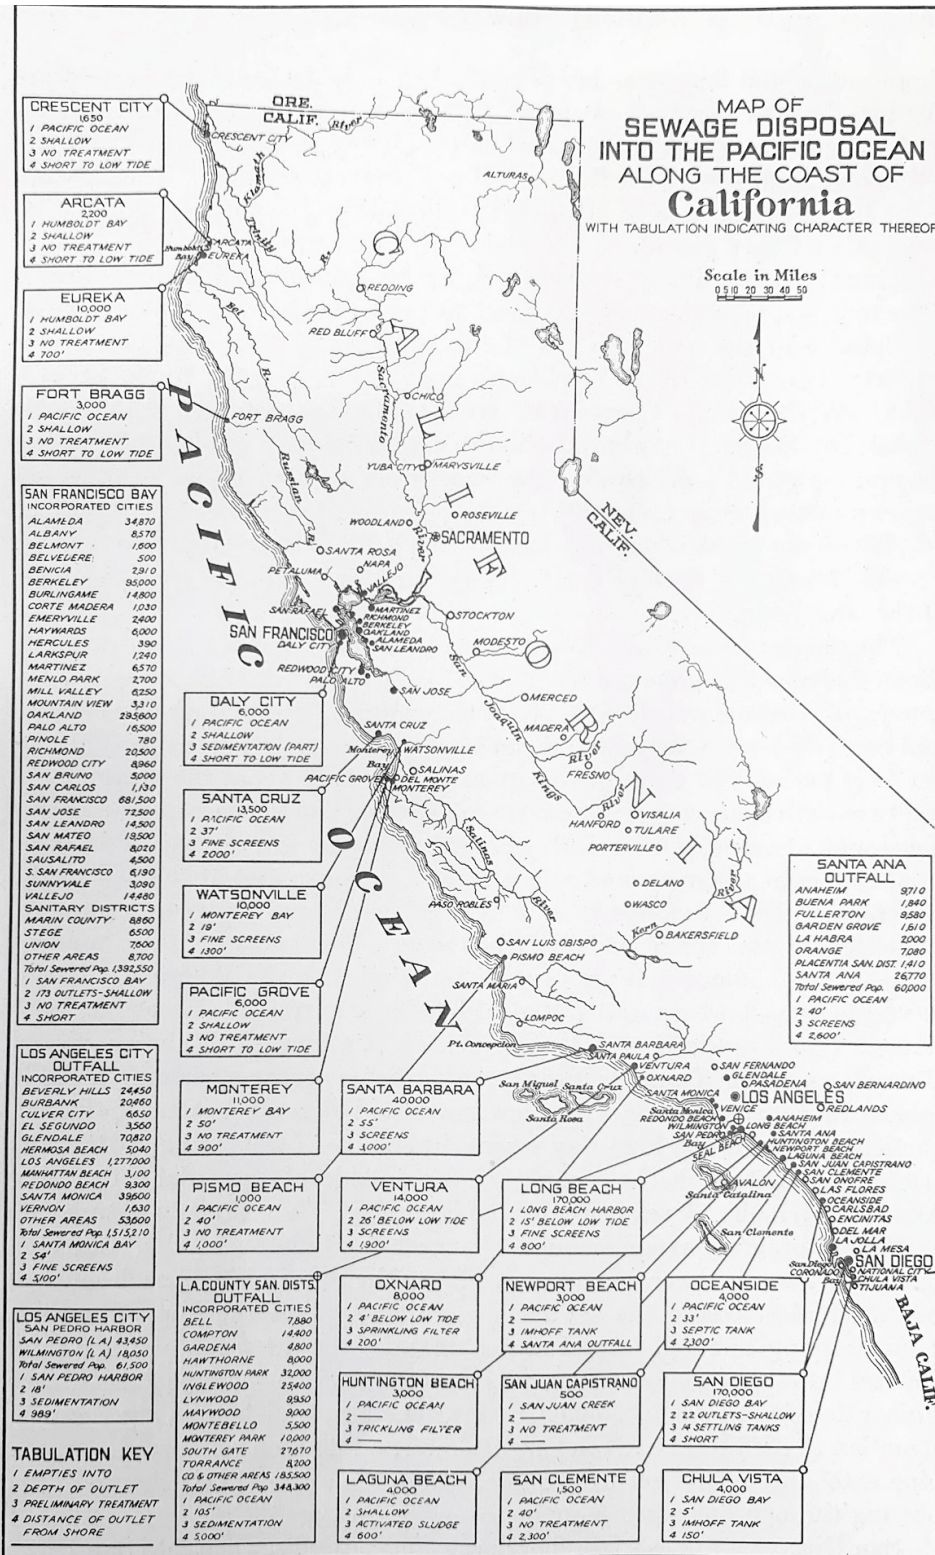 MAP OF
SEWAGE DISPOSAL
INTO THE PACIFIC OCEAN
ALONG THE COAST OF
California
WITH TABULATION INDICATING CHARACTER THEREOF
Scale in Miles
0 5 10 20 30 40 50
N
S
ORE.
CALIF.
NEV.
CALIF.
BAJA CALIF.
PACIFIC OCEAN
CALIFORNIA
CRESCENT CITY
1,650
1 PACIFIC OCEAN
2 SHALLOW
3 NO TREATMENT
4 SHORT TO LOW TIDE
ARCATA
2,200
1 HUMBOLDT BAY
2 SHALLOW
3 NO TREATMENT
4 SHORT TO LOW TIDE
EUREKA
10,000
1 HUMBOLDT BAY
2 SHALLOW
3 NO TREATMENT
4 700'
FORT BRAGG
3,000
1 PACIFIC OCEAN
2 SHALLOW
3 NO TREATMENT
4 SHORT TO LOW TIDE
SAN FRANCISCO BAY
INCORPORATED CITIES
ALAMEDA 34,870
ALBANY 8,570
BELMONT 1,600
BELVEDERE 500
BENICIA 2,910
BERKELEY 95,000
BURLINGAME 14,800
CORTE MADERA 1,030
EMERYVILLE 2,400
HAYWARDS 6,000
HERCULES 390
LARKSPUR 1,240
MARTINEZ 6,570
MENLO PARK 2,700
MILL VALLEY 6,250
MOUNTAIN VIEW 3,310
OAKLAND 295,600
PALO ALTO 16,500
PINOLE 780
RICHMOND 20,500
REDWOOD CITY 8,960
SAN BRUNO 5,000
SAN CARLOS 1,130
SAN FRANCISCO 681,500
SAN JOSE 72,500
SAN LEANDRO 14,500
SAN MATEO 19,500
SAN RAFAEL 8,020
SAUSALITO 4,500
S. SAN FRANCISCO 6,190
SUNNYVALE 3,090
VALLEJO 14,480
SANITARY DISTRICTS
MARIN COUNTY 8,860
STEGE 6,500
UNION 7,600
OTHER AREAS 8,700
Total Sewered Pop. 1,392,550
1 SAN FRANCISCO BAY
2 173 OUTLETS-SHALLOW
3 NO TREATMENT
4 SHORT
LOS ANGELES CITY
OUTFALL
INCORPORATED CITIES
BEVERLY HILLS 24,450
BURBANK 20,460
CULVER CITY 6,650
EL SEGUNDO 3,560
GLENDALE 70,820
HERMOSA BEACH 5,040
LOS ANGELES 1,277,000
MANHATTAN BEACH 3,100
REDONDO BEACH 9,300
SANTA MONICA 39,600
VERNON 1,630
OTHER AREAS 53,600
Total Sewered Pop. 1,515,210
1 SANTA MONICA BAY
2 54'
3 FINE SCREENS
4 5,100'
LOS ANGELES CITY
SAN PEDRO HARBOR
SAN PEDRO (L A) 43,450
WILMINGTON (L A) 18,050
Total Sewered Pop. 61,500
1 SAN PEDRO HARBOR
2 18'
3 SEDIMENTATION
4 989'
TABULATION KEY
1 EMPTIES INTO
2 DEPTH OF OUTLET
3 PRELIMINARY TREATMENT
4 DISTANCE OF OUTLET
FROM SHORE
DALY CITY
6,000
1 PACIFIC OCEAN
2 SHALLOW
3 SEDIMENTATION (PART)
4 SHORT TO LOW TIDE
SANTA CRUZ
13,500
1 PACIFIC OCEAN
2 37'
3 FINE SCREENS
4 2000'
WATSONVILLE
10,000
1 MONTEREY BAY
2 19'
3 FINE SCREENS
4 1300'
PACIFIC GROVE
6,000
1 PACIFIC OCEAN
2 SHALLOW
3 NO TREATMENT
4 SHORT TO LOW TIDE
MONTEREY
11,000
1 MONTEREY BAY
2 50'
3 NO TREATMENT
4 900'
PISMO BEACH
1,000
1 PACIFIC OCEAN
2 40'
3 NO TREATMENT
4 1,000'
L.A. COUNTY SAN. DISTS.
OUTFALL
INCORPORATED CITIES
BELL 7,880
COMPTON 14,400
GARDENA 4,800
HAWTHORNE 8,000
HUNTINGTON PARK 32,000
INGLEWOOD 25,400
LYNWOOD 9,950
MAYWOOD 9,000
MONTEBELLO 5,500
MONTEREY PARK 10,000
SOUTH GATE 27,670
TORRANCE 8,200
CO & OTHER AREAS 185,500
Total Sewered Pop 348,300
1 PACIFIC OCEAN
2 105'
3 SEDIMENTATION
4 5,000'
SANTA BARBARA
40,000
1 PACIFIC OCEAN
2 55'
3 SCREENS
4 3,000'
VENTURA
14,000
1 PACIFIC OCEAN
2 26' BELOW LOW TIDE
3 SCREENS
4 1,900'
OXNARD
8,000
1 PACIFIC OCEAN
2 4' BELOW LOW TIDE
3 SPRINKLING FILTER
4 200'
HUNTINGTON BEACH
3,000
1 PACIFIC OCEAN
2 —
3 TRICKLING FILTER
4 —
LAGUNA BEACH
4,000
1 PACIFIC OCEAN
2 SHALLOW
3 ACTIVATED SLUDGE
4 600'
LONG BEACH
170,000
1 LONG BEACH HARBOR
2 15' BELOW LOW TIDE
3 FINE SCREENS
4 800'
NEWPORT BEACH
3,000
1 PACIFIC OCEAN
2 —
3 IMHOFF TANK
4 SANTA ANA OUTFALL
SAN JUAN CAPISTRANO
500
1 SAN JUAN CREEK
2 —
3 NO TREATMENT
4 —
SAN CLEMENTE
1,500
1 PACIFIC OCEAN
2 40'
3 NO TREATMENT
4 2,300'
OCEANSIDE
4,000
1 PACIFIC OCEAN
2 33'
3 SEPTIC TANK
4 2,300'
SAN DIEGO
170,000
1 SAN DIEGO BAY
2 22 OUTLETS-SHALLOW
3 14 SETTLING TANKS
4 SHORT
CHULA VISTA
4,000
1 SAN DIEGO BAY
2 5'
3 IMHOFF TANK
4 150'
SANTA ANA
OUTFALL
ANAHEIM 9,710
BUENA PARK 1,840
FULLERTON 9,580
GARDEN GROVE 1,610
LA HABRA 2,000
ORANGE 7,080
PLACENTIA SAN. DIST. 1,410
SANTA ANA 26,770
Total Sewered Pop. 60,000
1 PACIFIC OCEAN
2 40'
3 SCREENS
4 2,600'
CRESCENT CITY
Klamath River
ALTURAS
Trinity R.
Humboldt Bay
ARCATA
EUREKA
REDDING
Eel R.
RED BLUFF
Sacramento River
CHICO
FORT BRAGG
YUBA CITY
MARYSVILLE
Russian R.
WOODLAND
ROSEVILLE
SACRAMENTO
SANTA ROSA
NAPA
PETALUMA
VALLEJO
SAN RAFAEL
MARTINEZ
RICHMOND
BERKELEY
OAKLAND
ALAMEDA
SAN LEANDRO
SAN FRANCISCO
DALY CITY
STOCKTON
MODESTO
REDWOOD CITY
PALO ALTO
SAN JOSE
San Joaquin River
MERCED
MADERA
FRESNO
SANTA CRUZ
Monterey Bay
WATSONVILLE
SALINAS
PACIFIC GROVE
DEL MONTE
MONTEREY
Kings River
HANFORD
VISALIA
TULARE
PORTERVILLE
Salinas River
DELANO
WASCO
PASO ROBLES
Kern River
BAKERSFIELD
SAN LUIS OBISPO
PISMO BEACH
SANTA MARIA
LOMPOC
Pt. Concepcion
SANTA BARBARA
SANTA PAULA
VENTURA
OXNARD
San Miguel
Santa Cruz
Santa Rosa
SAN FERNANDO
GLENDALE
PASADENA
SAN BERNARDINO
SANTA MONICA
LOS ANGELES
Santa Monica Bay
VENICE
REDLANDS
REDONDO BEACH
WILMINGTON
SAN PEDRO
LONG BEACH
SEAL BEACH
ANAHEIM
SANTA ANA
HUNTINGTON BEACH
NEWPORT BEACH
LAGUNA BEACH
SAN JUAN CAPISTRANO
SAN CLEMENTE
SAN ONOFRE
AVALON
Santa Catalina
LAS FLORES
OCEANSIDE
CARLSBAD
ENCINITAS
San Clemente
DEL MAR
LA JOLLA
LA MESA
SAN DIEGO
San Diego Bay
CORONADO
NATIONAL CITY
CHULA VISTA
TIJUANA